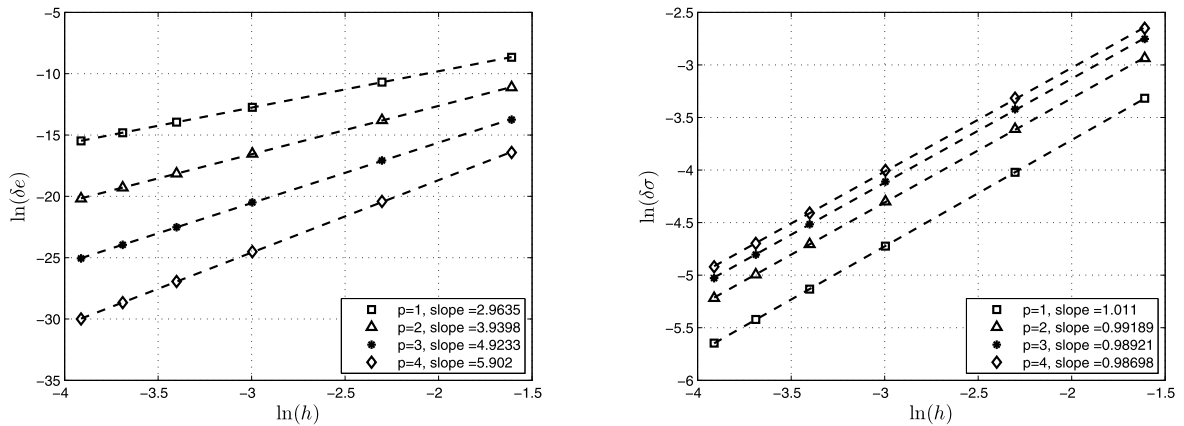 −5
−10
−15
−20
−25
−30
−35
ln(δe)
−4
−3.5
−3
−2.5
−2
−1.5
ln(h)
p=1, slope =2.9635
p=2, slope =3.9398
p=3, slope =4.9233
p=4, slope =5.902
−2.5
−3
−3.5
−4
−4.5
−5
−5.5
−6
ln(δσ)
−4
−3.5
−3
−2.5
−2
−1.5
ln(h)
p=1, slope =1.011
p=2, slope =0.99189
p=3, slope =0.98921
p=4, slope =0.98698